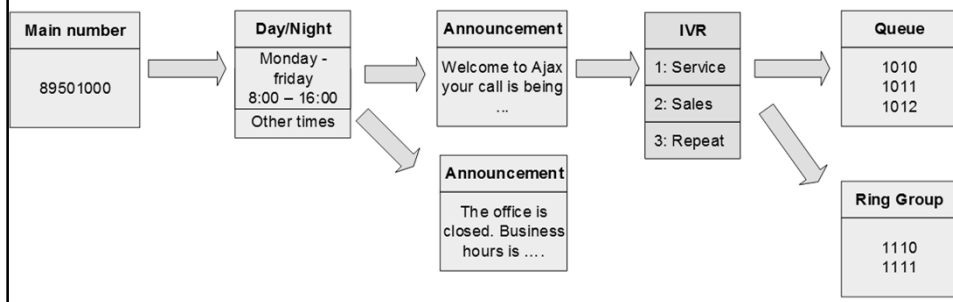 Main number
89501000
Day/Night
Monday -
friday
8:00 – 16:00
Other times
Announcement
Welcome to Ajax
your call is being
...
Announcement
The office is
closed. Business
hours is ....
IVR
1: Service
2: Sales
3: Repeat
Queue
1010
1011
1012
Ring Group
1110
1111